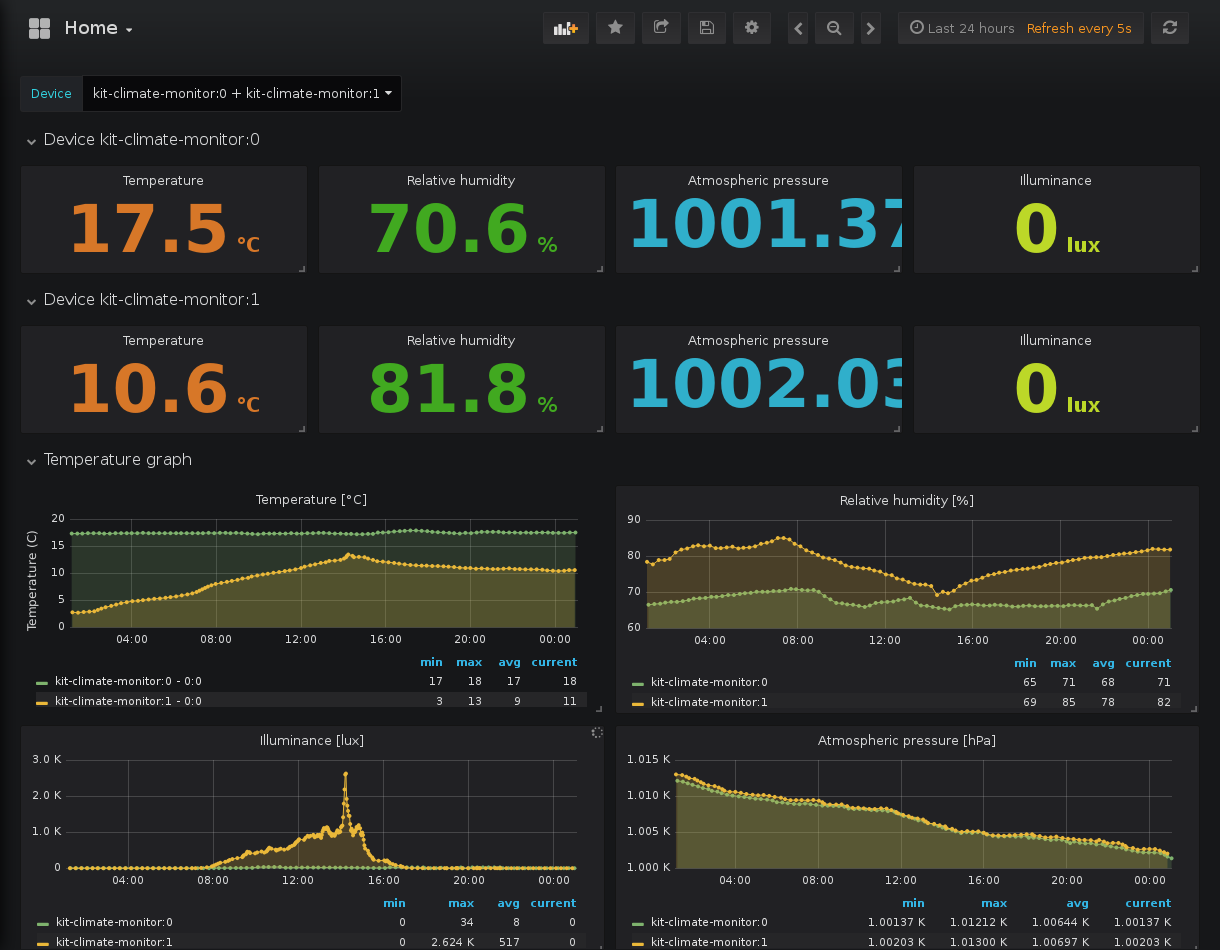 Home
Last 24 hours Refresh every 5s
Device kit-climate-monitor:0 + kit-climate-monitor:1
Device kit-climate-monitor:0
Temperature Relative humidity Atmospheric pressure Illuminance
17.5 °C 70.6 % 1001.37 0 lux
Device kit-climate-monitor:1
Temperature Relative humidity Atmospheric pressure Illuminance
10.6 °C 81.8 % 1002.03 0 lux
Temperature graph
Temperature [°C]
Temperature (C)
20
15
10
5
0
04:00 08:00 12:00 16:00 20:00 00:00
min max avg current
kit-climate-monitor:0 - 0:0 17 18 17 18
kit-climate-monitor:1 - 0:0 3 13 9 11
Relative humidity [%]
90
80
70
60
04:00 08:00 12:00 16:00 20:00 00:00
min max avg current
kit-climate-monitor:0 65 71 68 71
kit-climate-monitor:1 69 85 78 82
Illuminance [lux]
3.0 K
2.0 K
1.0 K
0
04:00 08:00 12:00 16:00 20:00 00:00
min max avg current
kit-climate-monitor:0 0 34 8 0
kit-climate-monitor:1 0 2.624 K 517 0
Atmospheric pressure [hPa]
1.015 K
1.010 K
1.005 K
1.000 K
04:00 08:00 12:00 16:00 20:00 00:00
min max avg current
kit-climate-monitor:0 1.00137 K 1.01212 K 1.00644 K 1.00137 K
kit-climate-monitor:1 1.00203 K 1.01300 K 1.00697 K 1.00203 K